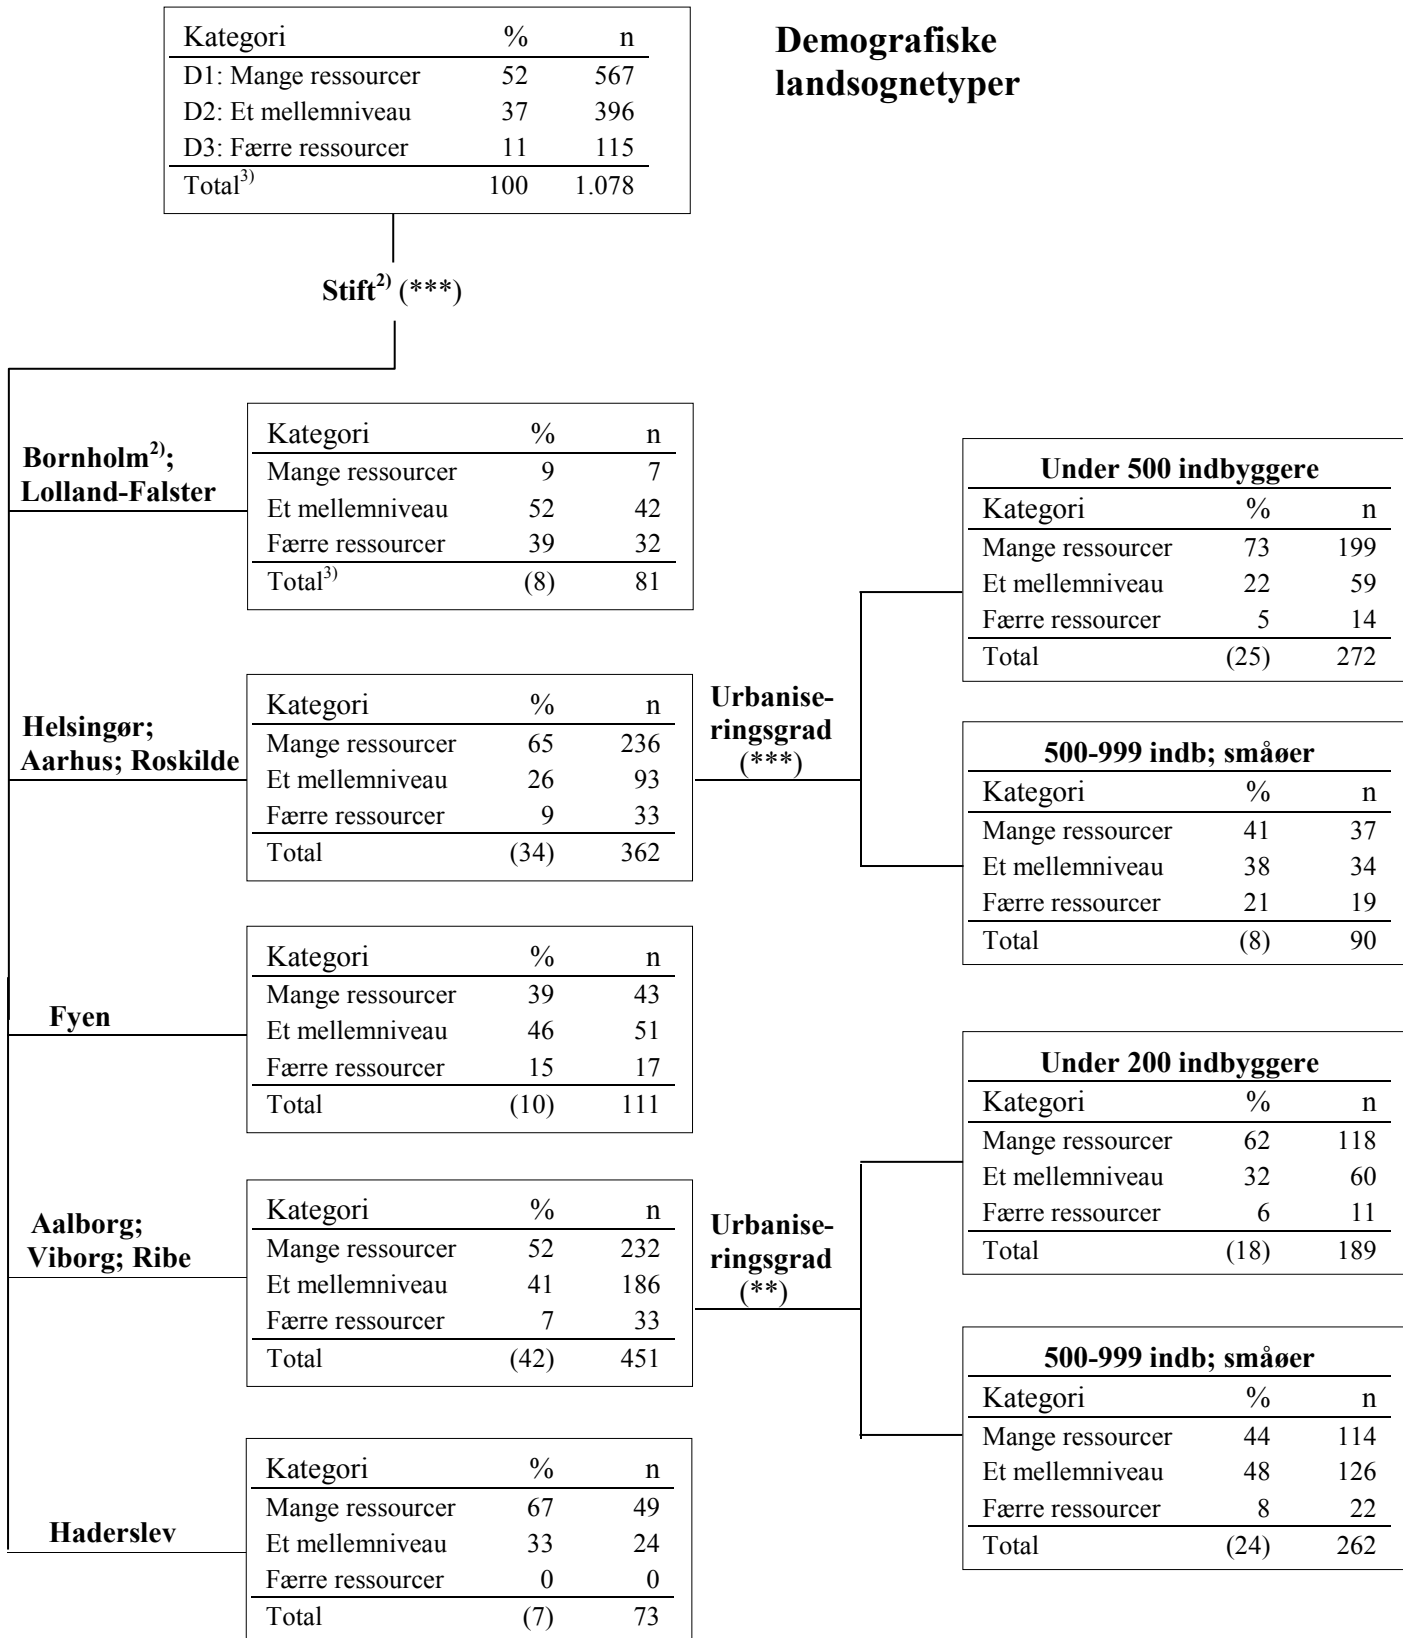 Demografiske
landsognetyper
Kategori % n
D1: Mange ressourcer 52 567
D2: Et mellemniveau 37 396
D3: Færre ressourcer 11 115
Total3) 100 1.078
Stift2) (***)
Bornholm2);
Lolland-Falster
Kategori % n
Mange ressourcer 9 7
Et mellemniveau 52 42
Færre ressourcer 39 32
Total3) (8) 81
Helsingør;
Aarhus; Roskilde
Kategori % n
Mange ressourcer 65 236
Et mellemniveau 26 93
Færre ressourcer 9 33
Total (34) 362
Urbanise-
ringsgrad
(***)
Under 500 indbyggere
Kategori % n
Mange ressourcer 73 199
Et mellemniveau 22 59
Færre ressourcer 5 14
Total (25) 272
500-999 indb; småøer
Kategori % n
Mange ressourcer 41 37
Et mellemniveau 38 34
Færre ressourcer 21 19
Total (8) 90
Fyen
Kategori % n
Mange ressourcer 39 43
Et mellemniveau 46 51
Færre ressourcer 15 17
Total (10) 111
Aalborg;
Viborg; Ribe
Kategori % n
Mange ressourcer 52 232
Et mellemniveau 41 186
Færre ressourcer 7 33
Total (42) 451
Urbanise-
ringsgrad
(**)
Under 200 indbyggere
Kategori % n
Mange ressourcer 62 118
Et mellemniveau 32 60
Færre ressourcer 6 11
Total (18) 189
500-999 indb; småøer
Kategori % n
Mange ressourcer 44 114
Et mellemniveau 48 126
Færre ressourcer 8 22
Total (24) 262
Haderslev
Kategori % n
Mange ressourcer 67 49
Et mellemniveau 33 24
Færre ressourcer 0 0
Total (7) 73